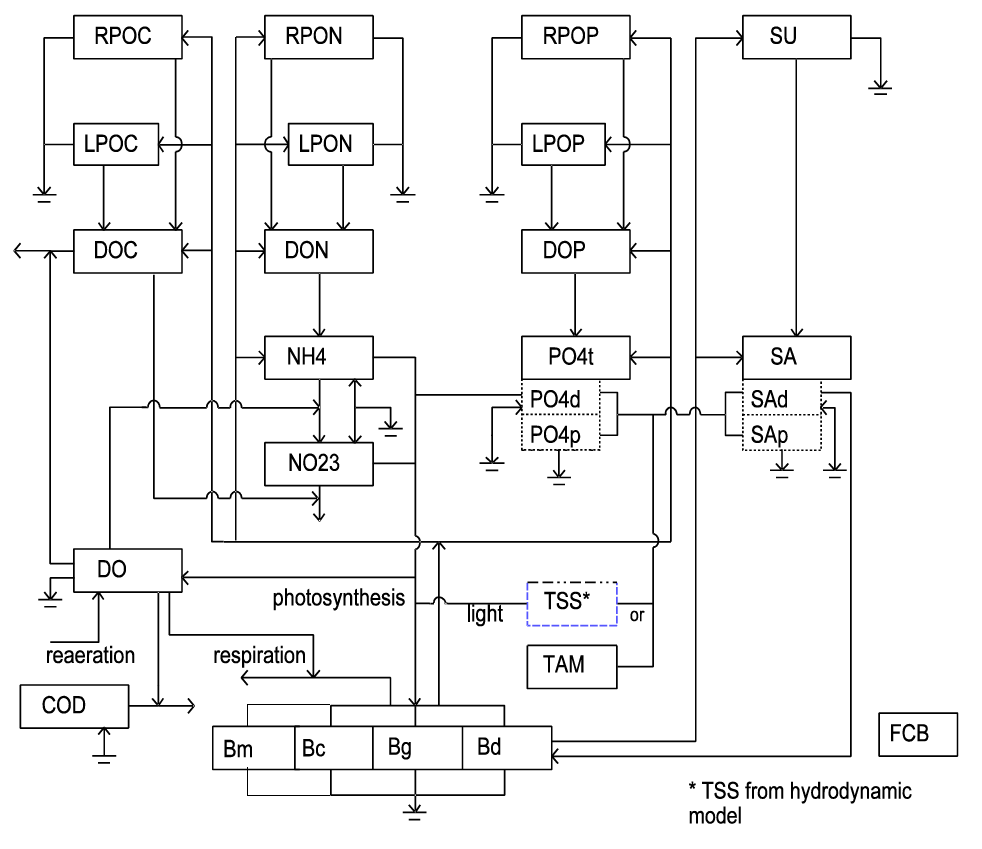 RPOC
RPON
RPOP
SU
LPOC
LPON
LPOP
DOC
DON
DOP
NH4
PO4t
SA
PO4d
SAd
PO4p
SAp
NO23
DO
photosynthesis
light
TSS*
or
reaeration
respiration
TAM
COD
Bm
Bc
Bg
Bd
FCB
* TSS from hydrodynamic
model